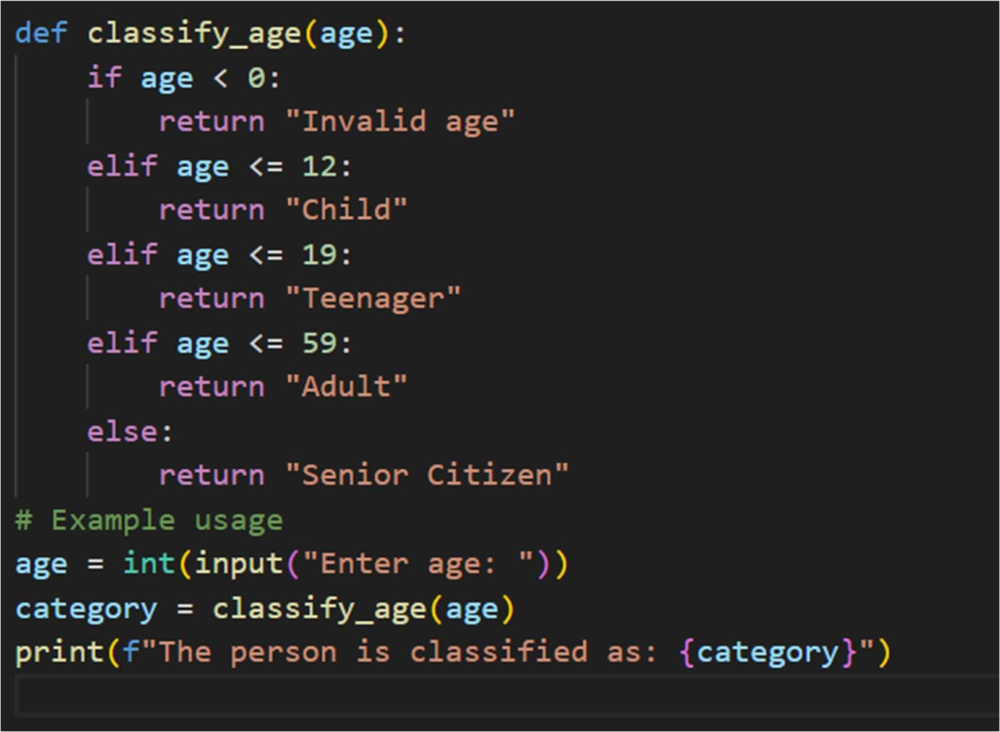 def classify_age(age):
    if age < 0:
        return "Invalid age"
    elif age <= 12:
        return "Child"
    elif age <= 19:
        return "Teenager"
    elif age <= 59:
        return "Adult"
    else:
        return "Senior Citizen"
# Example usage
age = int(input("Enter age: "))
category = classify_age(age)
print(f"The person is classified as: {category}")